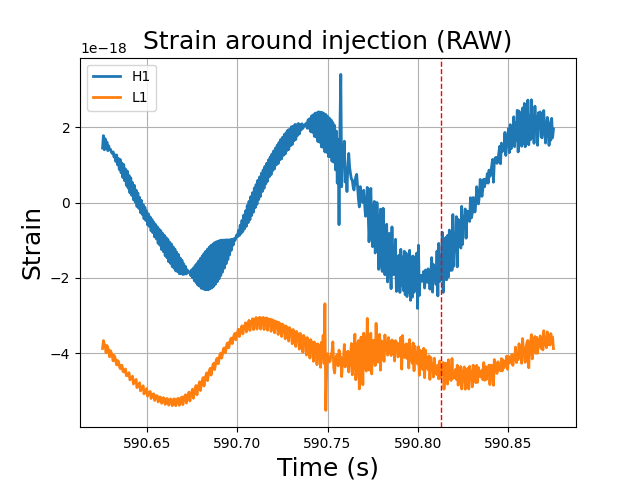 Strain around injection (RAW)
1e−18
H1
L1
2
0
−2
−4
Strain
590.65 590.70 590.75 590.80 590.85
Time (s)